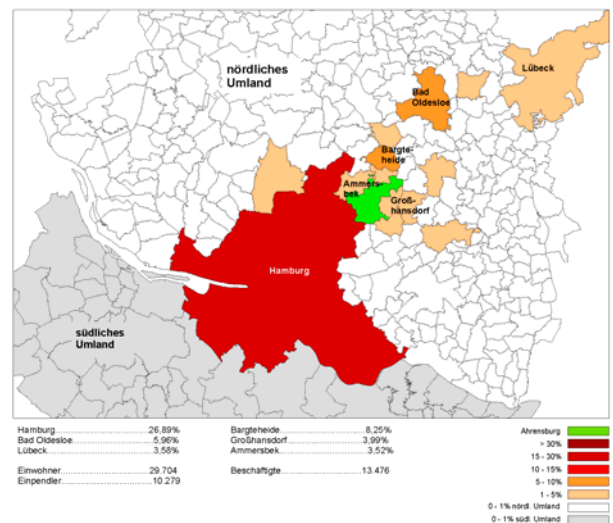 nördliches
Umland
Lübeck
Bad
Oldesloe
Bargte-
heide
Ammers-
bek
Groß-
hansdorf
Hamburg
südliches
Umland
Hamburg 26,89%
Bad Oldesloe 5,96%
Lübeck 3,58%
Einwohner 29.704
Einpendler 10.279
Bargteheide 8,25%
Großhansdorf 3,99%
Ammersbek 3,52%
Beschäftigte 13.476
Ahrensburg
> 30%
15 - 30%
10 - 15%
5 - 10%
1 - 5%
0 - 1% nördl. Umland
0 - 1% südl. Umland